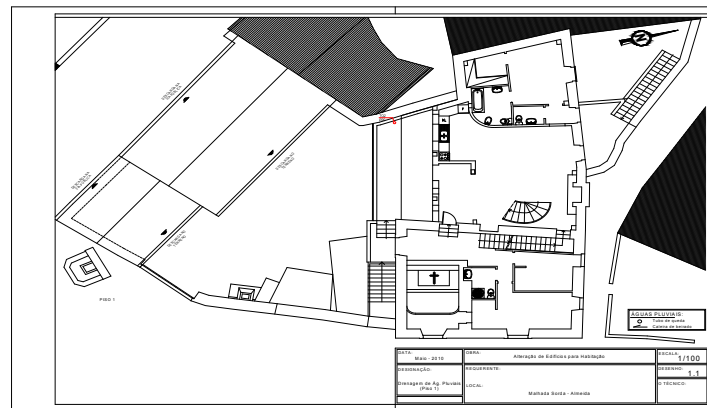 PISO 1
ÁGUAS PLUVIAIS:
Tubo de queda
Caleira de beirado
DATA:
Maio - 2010
OBRA:
Alteração de Edifícios para Habitação
ESCALA:
1/100
DESIGNAÇÃO:
Drenagem de Ág. Pluviais
(Piso 1)
REQUERENTE:
LOCAL:
Malhada Sorda - Almeida
DESENHO:
1.1
O TÉCNICO: